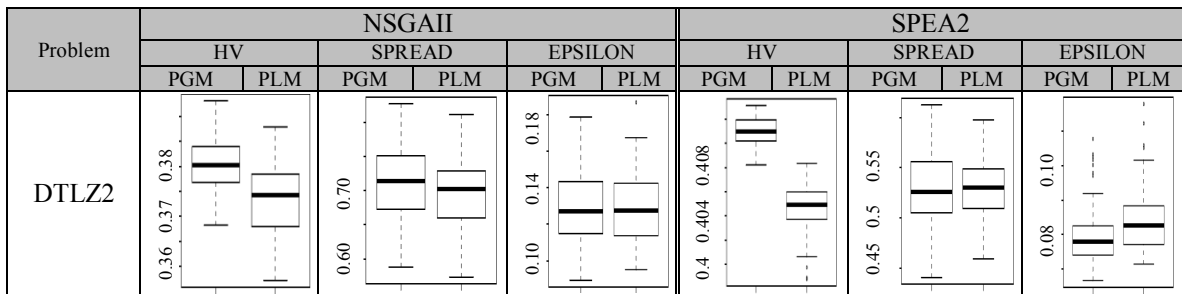 Problem NSGAII SPEA2
HV SPREAD EPSILON HV SPREAD EPSILON
PGM PLM PGM PLM PGM PLM PGM PLM PGM PLM PGM PLM
DTLZ2
0.36 0.37 0.38
0.60 0.70
0.10 0.14 0.18
0.4 0.404 0.408
0.45 0.5 0.55
0.08 0.10